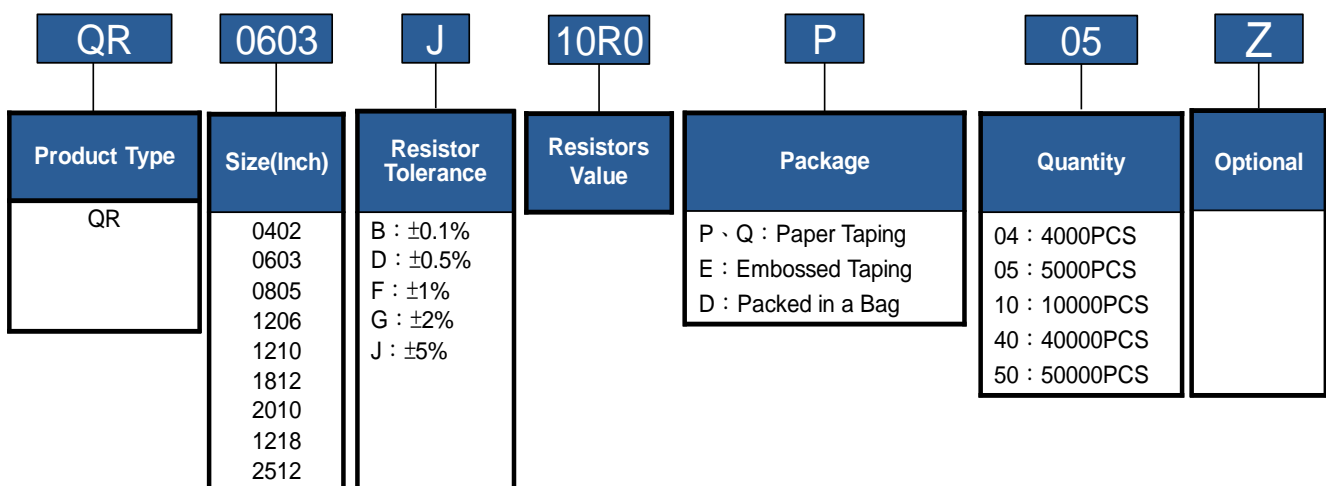 QR 0603 J 10R0 P 05 Z
Product Type
QR
Size(Inch)
0402
0603
0805
1206
1210
1812
2010
1218
2512
Resistor
Tolerance
B：±0.1%
D：±0.5%
F：±1%
G：±2%
J：±5%
Resistors
Value
Package
P、Q：Paper Taping
E：Embossed Taping
D：Packed in a Bag
Quantity
04：4000PCS
05：5000PCS
10：10000PCS
40：40000PCS
50：50000PCS
Optional